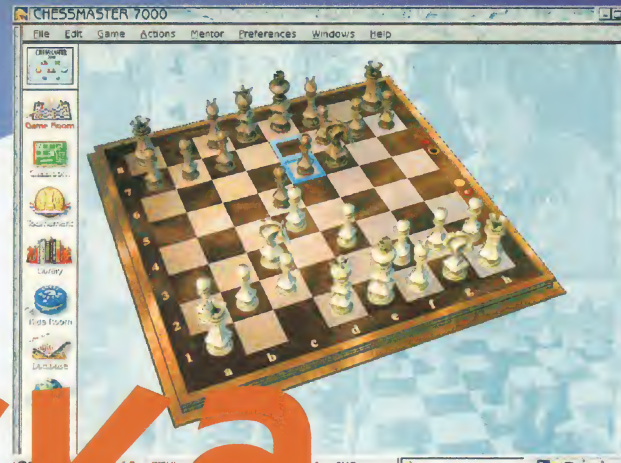 CHESSMASTER 7000
File Edit Game Actions Mentor Preferences Windows Help
Game Room
Classroom
Tournament
Library
Kids Room
Database
8
7
6
5
4
3
2
1
a b c d e f g h
ka